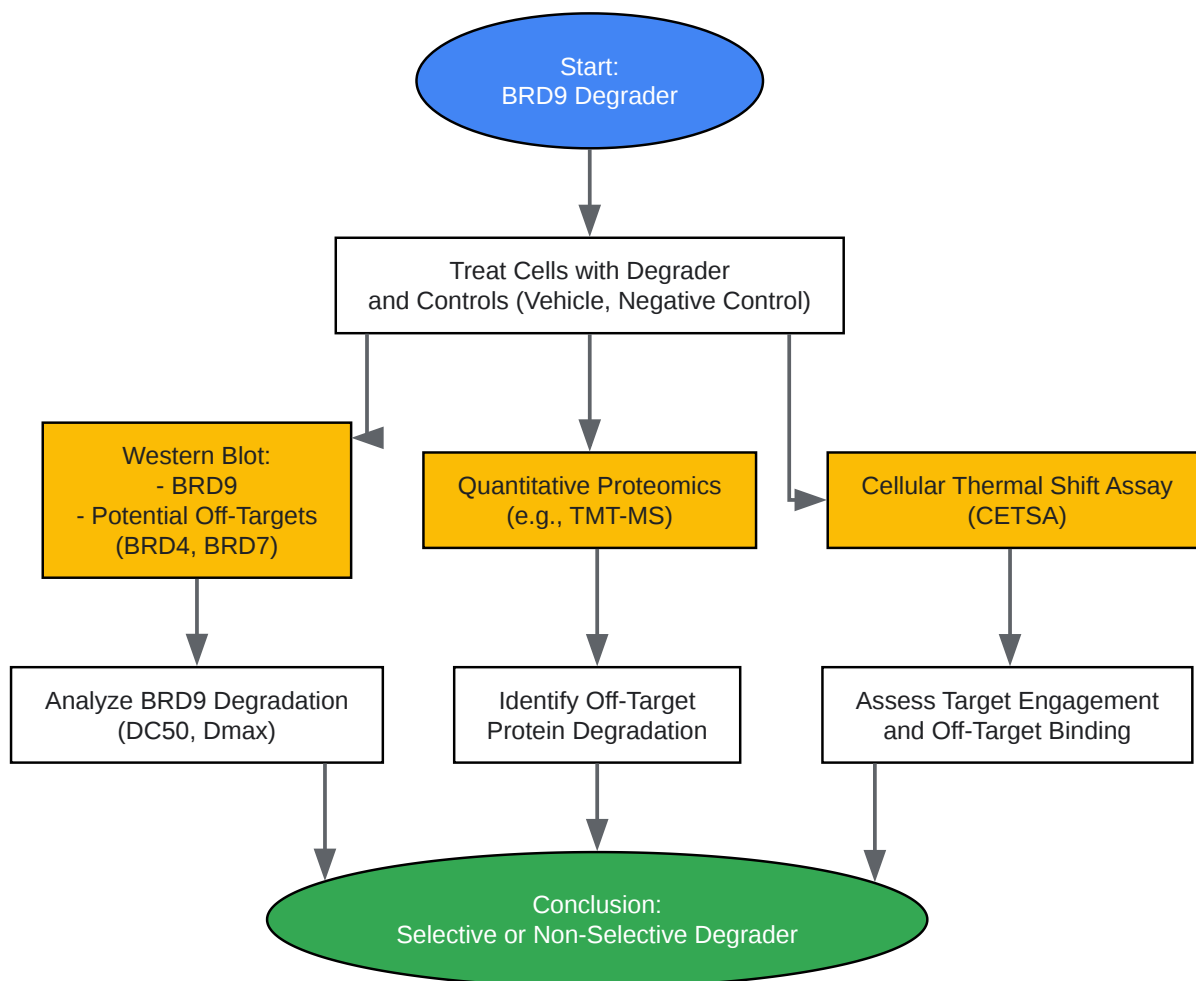 Start:
BRD9 Degrader
Treat Cells with Degrader
and Controls (Vehicle, Negative Control)
Western Blot:
- BRD9
- Potential Off-Targets
(BRD4, BRD7)
Quantitative Proteomics
(e.g., TMT-MS)
Cellular Thermal Shift Assay
(CETSA)
Analyze BRD9 Degradation
(DC50, Dmax)
Identify Off-Target
Protein Degradation
Assess Target Engagement
and Off-Target Binding
Conclusion:
Selective or Non-Selective Degrader